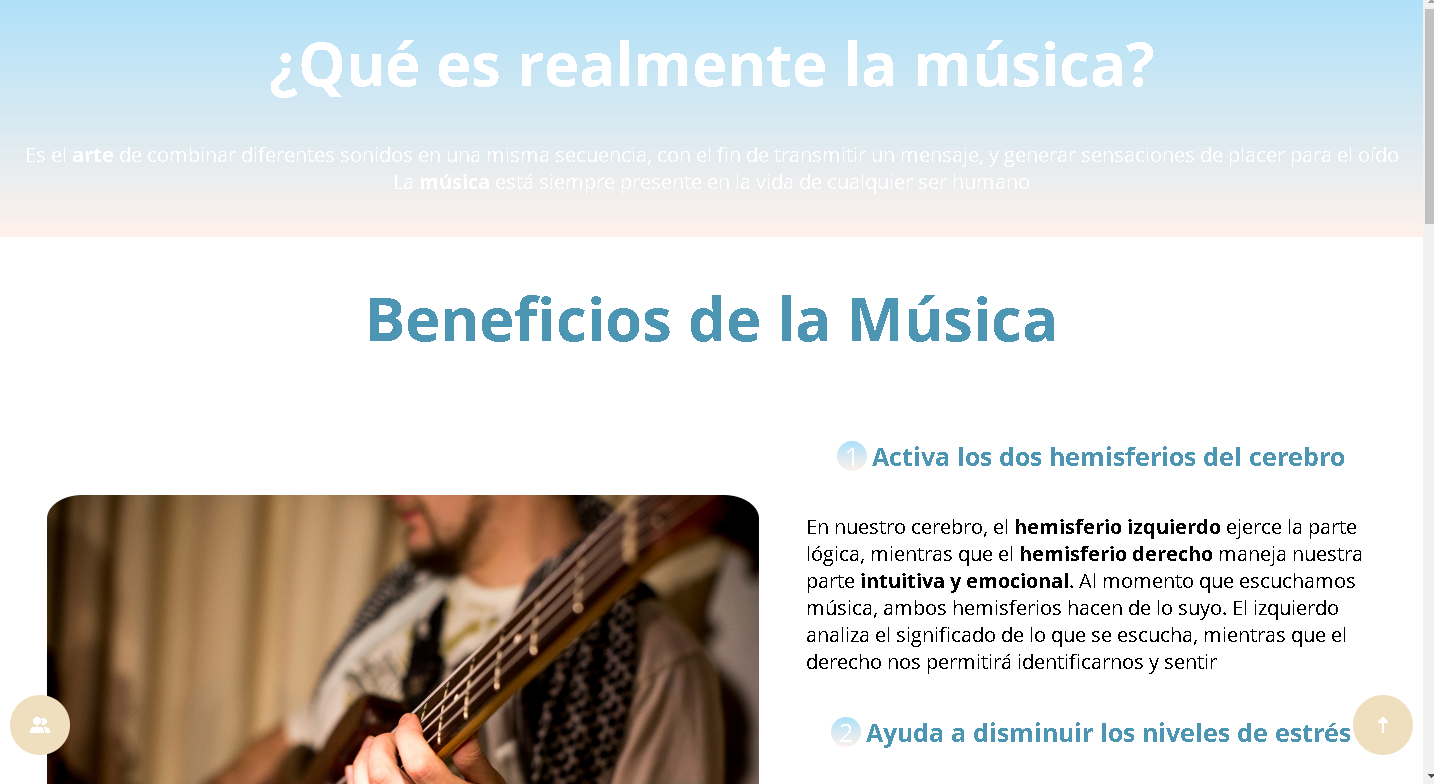 ¿Qué es realmente la música?
Es el arte de combinar diferentes sonidos en una misma secuencia, con el fin de transmitir un mensaje, y generar sensaciones de placer para el oído
La música está siempre presente en la vida de cualquier ser humano
Beneficios de la Música
1 Activa los dos hemisferios del cerebro
En nuestro cerebro, el hemisferio izquierdo ejerce la parte
lógica, mientras que el hemisferio derecho maneja nuestra
parte intuitiva y emocional. Al momento que escuchamos
música, ambos hemisferios hacen de lo suyo. El izquierdo
analiza el significado de lo que se escucha, mientras que el
derecho nos permitirá identificarnos y sentir
2 Ayuda a disminuir los niveles de estrés